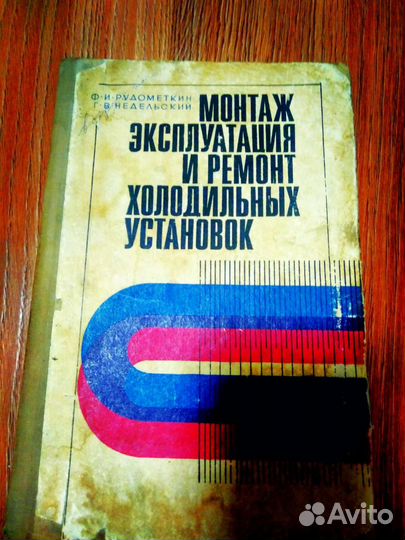 Ф·И·РУДОМЕТКИН
Г·В·НЕДЕЛЬСКИЙ
МОНТАЖ
ЭКСПЛУАТАЦИЯ
И РЕМОНТ
ХОЛОДИЛЬНЫХ
УСТАНОВОК
Avito